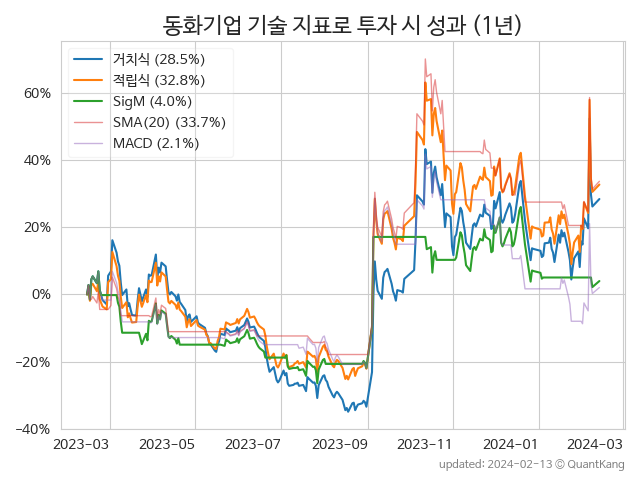 동화기업 기술 지표로 투자 시 성과 (1년)
거치식 (28.5%)
적립식 (32.8%)
SigM (4.0%)
SMA(20) (33.7%)
MACD (2.1%)
60%
40%
20%
0%
−20%
−40%
2023-03 2023-05 2023-07 2023-09 2023-11 2024-01 2024-03
updated: 2024-02-13 © QuantKang